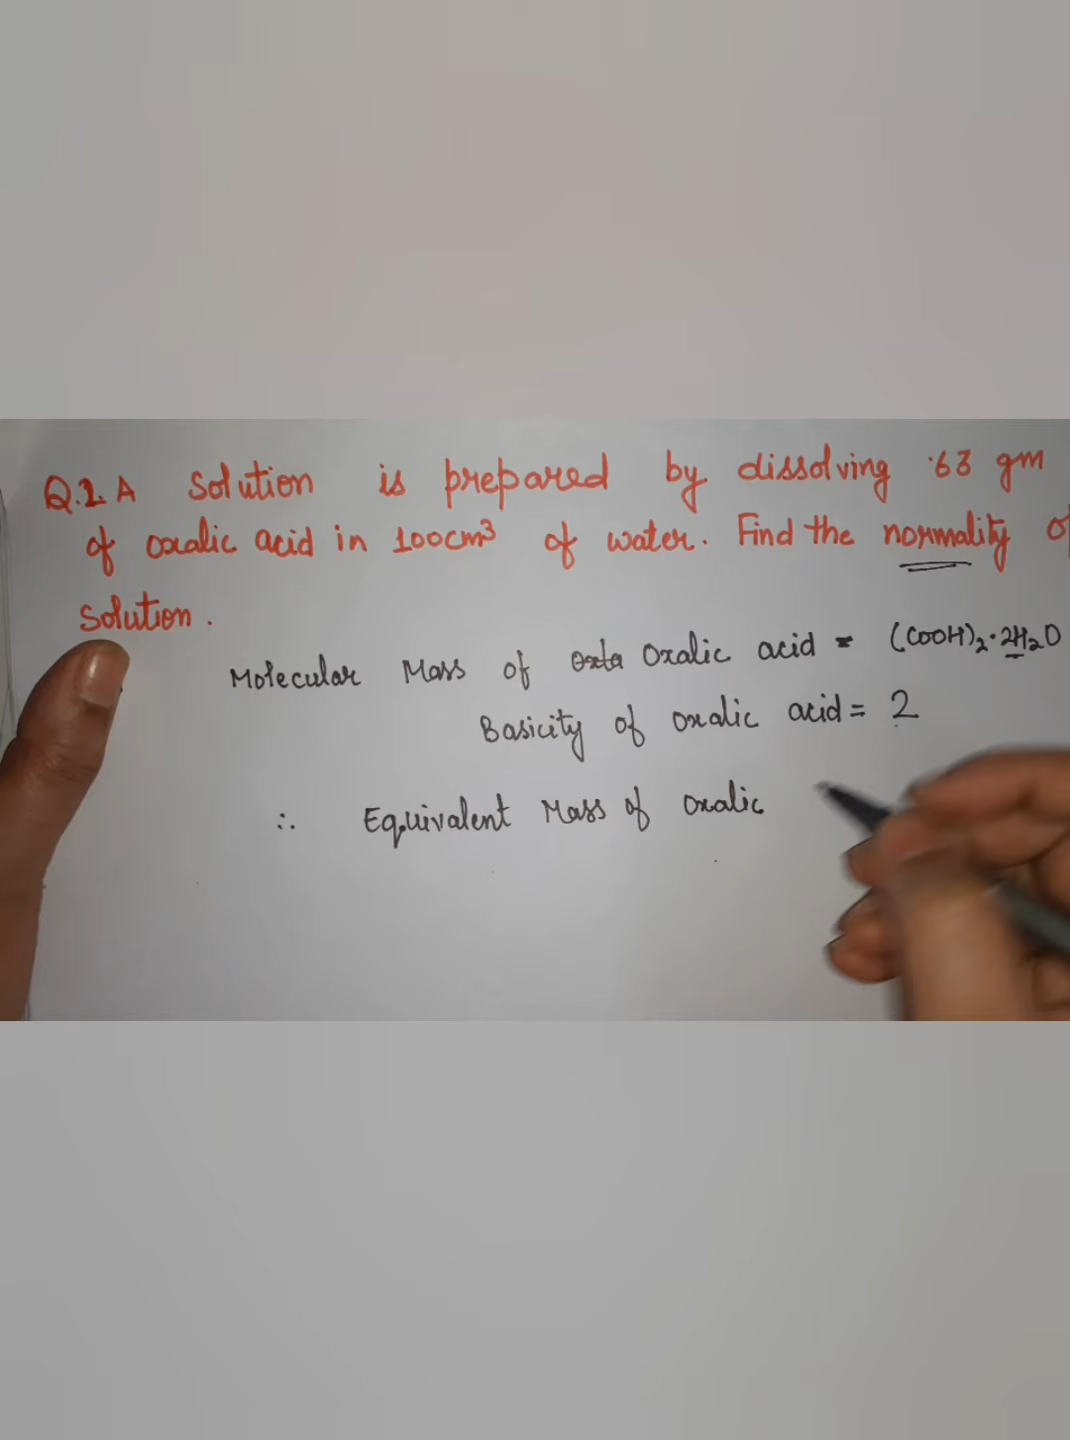 Q.1. A Solution is prepared by dissolving .63 gm
of oxalic acid in 100cm³ of water. Find the normality of
solution.
Molecular Mass of Oxalic acid = (COOH)₂·2H₂O
Basicity of oxalic acid = 2
∴ Equivalent Mass of oxalic